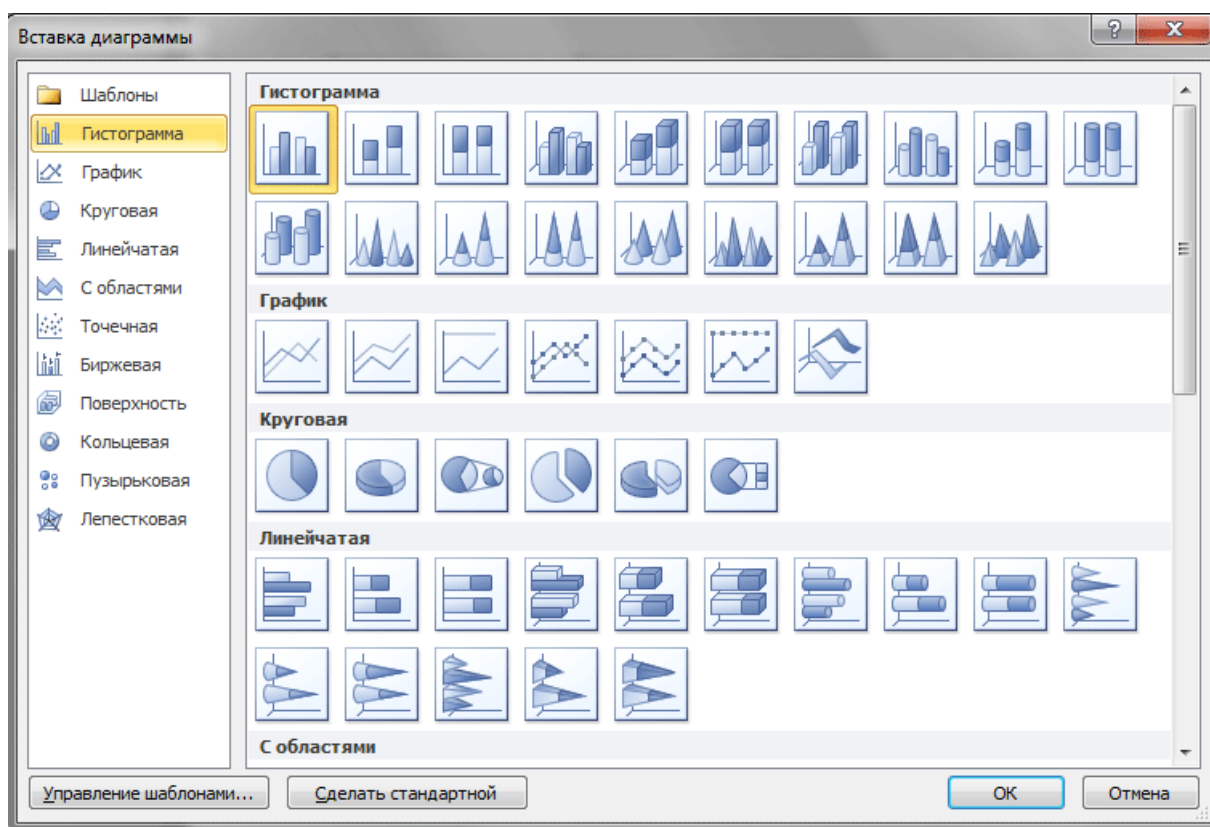 Вставка диаграммы
Шаблоны
Гистограмма
График
Круговая
Линейчатая
С областями
Точечная
Биржевая
Поверхность
Кольцевая
Пузырьковая
Лепестковая
Гистограмма
График
Круговая
Линейчатая
С областями
Управление шаблонами...
Сделать стандартной
ОК
Отмена